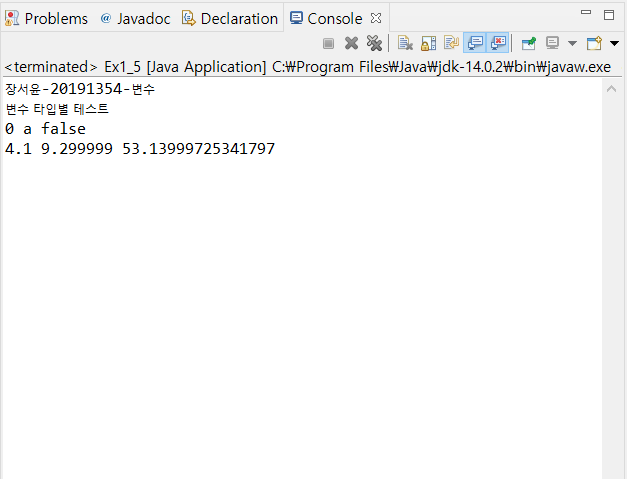 Problems @ Javadoc Declaration Console
<terminated> Ex1_5 [Java Application] C:₩Program Files₩Java₩jdk-14.0.2₩bin₩javaw.exe
장서윤-20191354-변수
변수 타입별 테스트
0 a false
4.1 9.299999 53.13999725341797